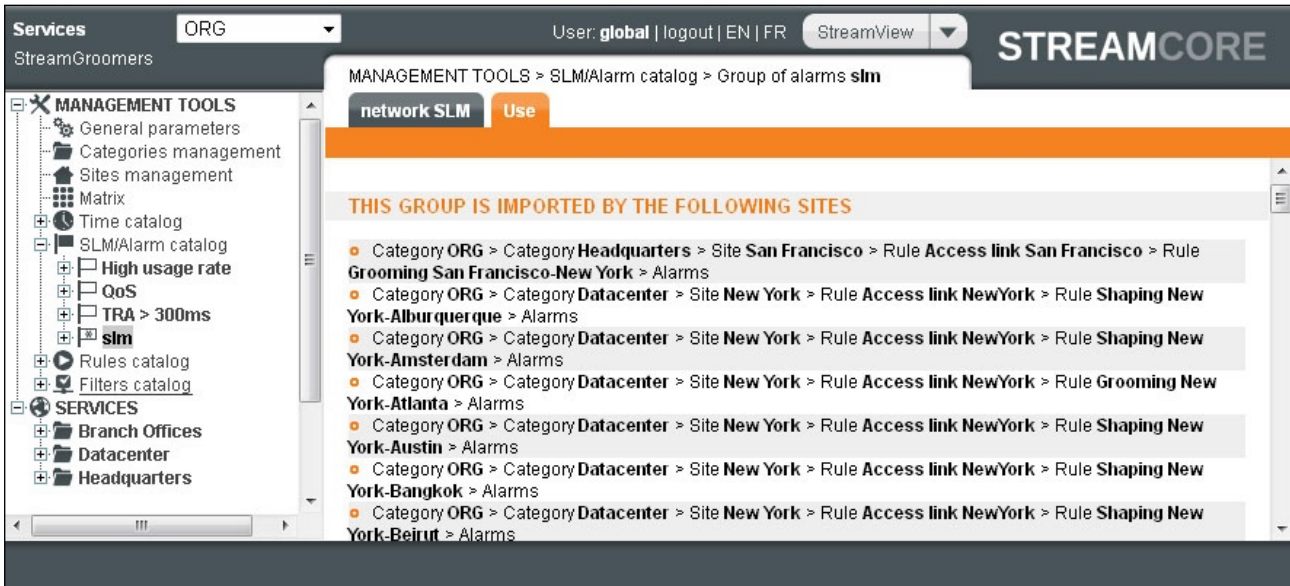 Services
ORG
StreamGroomers
User: global | logout | EN | FR
StreamView
STREAMCORE
MANAGEMENT TOOLS > SLM/Alarm catalog > Group of alarms slm
network SLM
Use
MANAGEMENT TOOLS
General parameters
Categories management
Sites management
Matrix
Time catalog
SLM/Alarm catalog
High usage rate
QoS
TRA > 300ms
slm
Rules catalog
Filters catalog
SERVICES
Branch Offices
Datacenter
Headquarters
THIS GROUP IS IMPORTED BY THE FOLLOWING SITES
Category ORG > Category Headquarters > Site San Francisco > Rule Access link San Francisco > Rule
Grooming San Francisco-New York > Alarms
Category ORG > Category Datacenter > Site New York > Rule Access link NewYork > Rule Shaping New
York-Alburquerque > Alarms
Category ORG > Category Datacenter > Site New York > Rule Access link NewYork > Rule Shaping New
York-Amsterdam > Alarms
Category ORG > Category Datacenter > Site New York > Rule Access link NewYork > Rule Grooming New
York-Atlanta > Alarms
Category ORG > Category Datacenter > Site New York > Rule Access link NewYork > Rule Shaping New
York-Austin > Alarms
Category ORG > Category Datacenter > Site New York > Rule Access link NewYork > Rule Shaping New
York-Bangkok > Alarms
Category ORG > Category Datacenter > Site New York > Rule Access link NewYork > Rule Shaping New
York-Beirut > Alarms